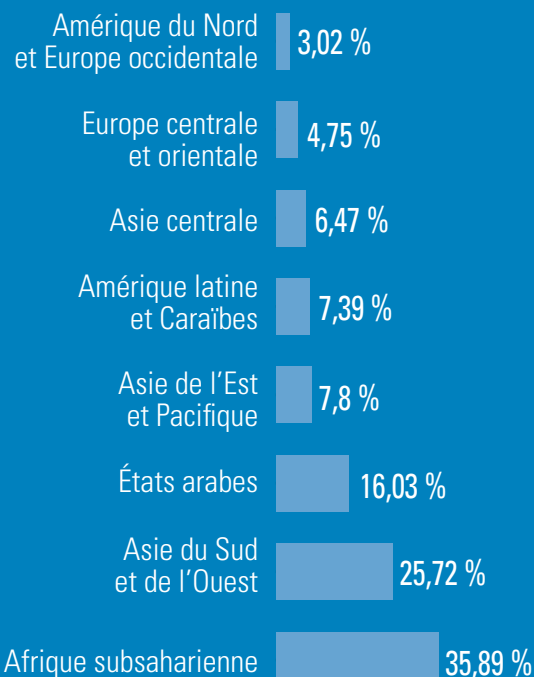 Amérique du Nord
et Europe occidentale
3,02 %
Europe centrale
et orientale
4,75 %
Asie centrale
6,47 %
Amérique latine
et Caraïbes
7,39 %
Asie de l'Est
et Pacifique
7,8 %
États arabes
16,03 %
Asie du Sud
et de l'Ouest
25,72 %
Afrique subsaharienne
35,89 %